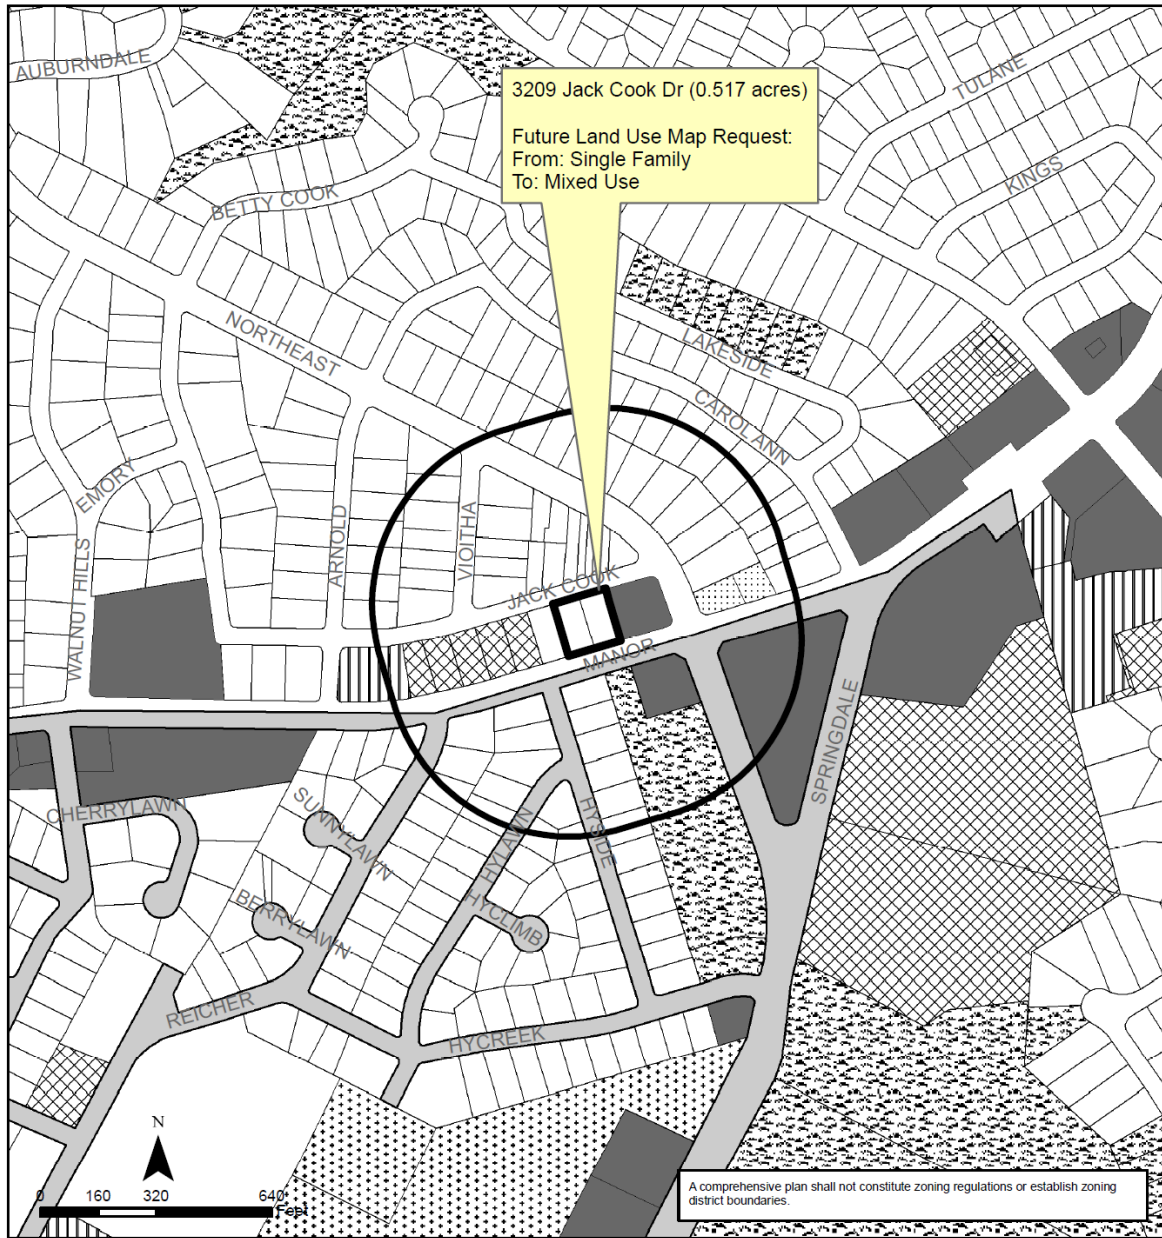 AUBURNDALE
TULANE
3209 Jack Cook Dr (0.517 acres)
Future Land Use Map Request:
From: Single Family
To: Mixed Use
KINGS
BETTY COOK
NORTHEAST
LAKESIDE
CAROL ANN
EMORY
VIOITHA
ARNOLD
WALNUT HILLS
JACK COOK
MANOR
SPRINGDALE
CHERRYLAWN
SUNNYLAWN
HYLAWN
HYSIDE
BERRYLAWN
HYCLIMB
REICHER
HYCREEK
N
0 160 320 640
Feet
A comprehensive plan shall not constitute zoning regulations or establish zoning
district boundaries.